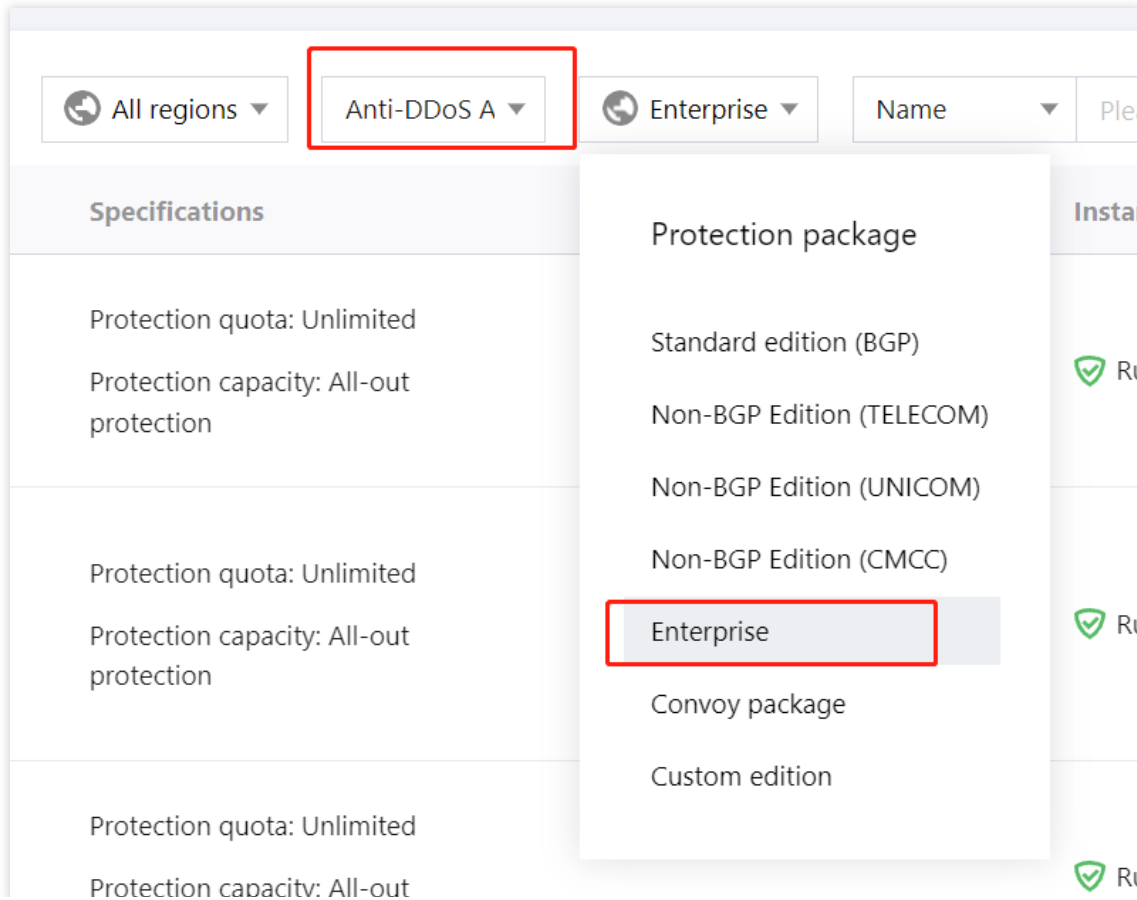 All regions
Anti-DDoS A
Enterprise
Name
Specifications
Protection package
Protection quota: Unlimited
Standard edition (BGP)
Protection capacity: All-out
protection
Non-BGP Edition (TELECOM)
Non-BGP Edition (UNICOM)
Non-BGP Edition (CMCC)
Protection quota: Unlimited
Protection capacity: All-out
protection
Enterprise
Convoy package
Custom edition
Protection quota: Unlimited
Protection capacity: All-out